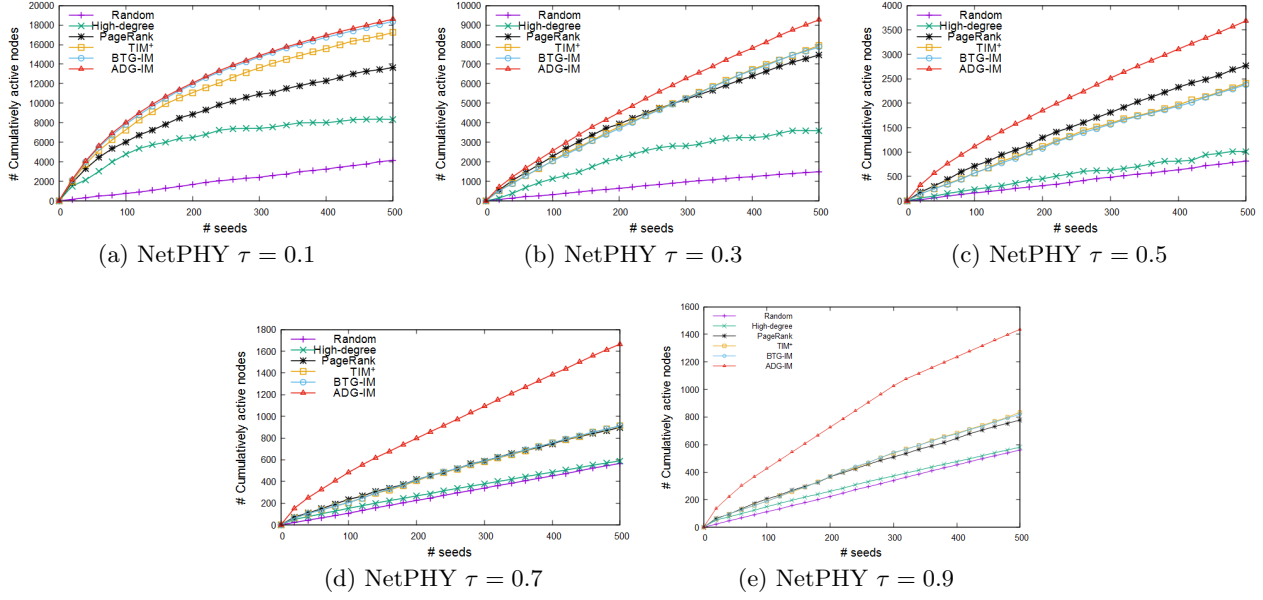 # Cumulatively active nodes
20000
18000
16000
14000
12000
10000
8000
6000
4000
2000
0
Random
High-degree
PageRank
TIM+
BTG-IM
ADG-IM
0 100 200 300 400 500
# seeds
(a) NetPHY τ = 0.1
# Cumulatively active nodes
10000
9000
8000
7000
6000
5000
4000
3000
2000
1000
0
Random
High-degree
PageRank
TIM+
BTG-IM
ADG-IM
0 100 200 300 400 500
# seeds
(b) NetPHY τ = 0.3
# Cumulatively active nodes
4000
3500
3000
2500
2000
1500
1000
500
0
Random
High-degree
PageRank
TIM+
BTG-IM
ADG-IM
0 100 200 300 400 500
# seeds
(c) NetPHY τ = 0.5
# Cumulatively active nodes
1800
1600
1400
1200
1000
800
600
400
200
0
Random
High-degree
PageRank
TIM+
BTG-IM
ADG-IM
0 100 200 300 400 500
# seeds
(d) NetPHY τ = 0.7
# Cumulatively active nodes
1600
1400
1200
1000
800
600
400
200
0
Random
High-degree
PageRank
TIM+
BTG-IM
ADG-IM
0 100 200 300 400 500
# seeds
(e) NetPHY τ = 0.9